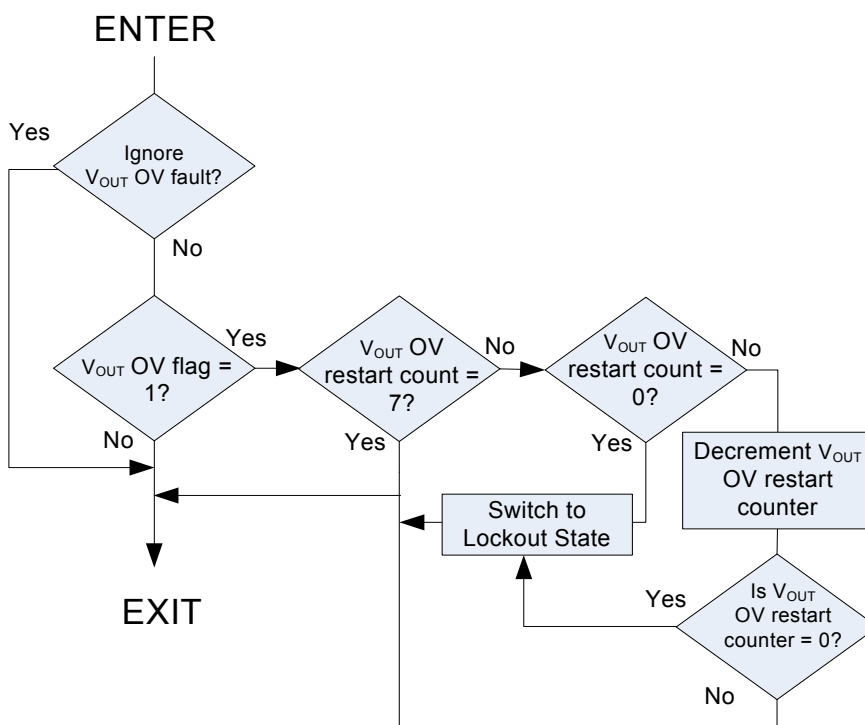 ENTER
Yes
Ignore
VOUT OV fault?
No
VOUT OV flag =
1?
Yes
No
VOUT OV
restart count =
7?
No
Yes
VOUT OV
restart count =
0?
No
Yes
Decrement VOUT
OV restart
counter
Switch to
Lockout State
EXIT
Yes
Is VOUT
OV restart
counter = 0?
No